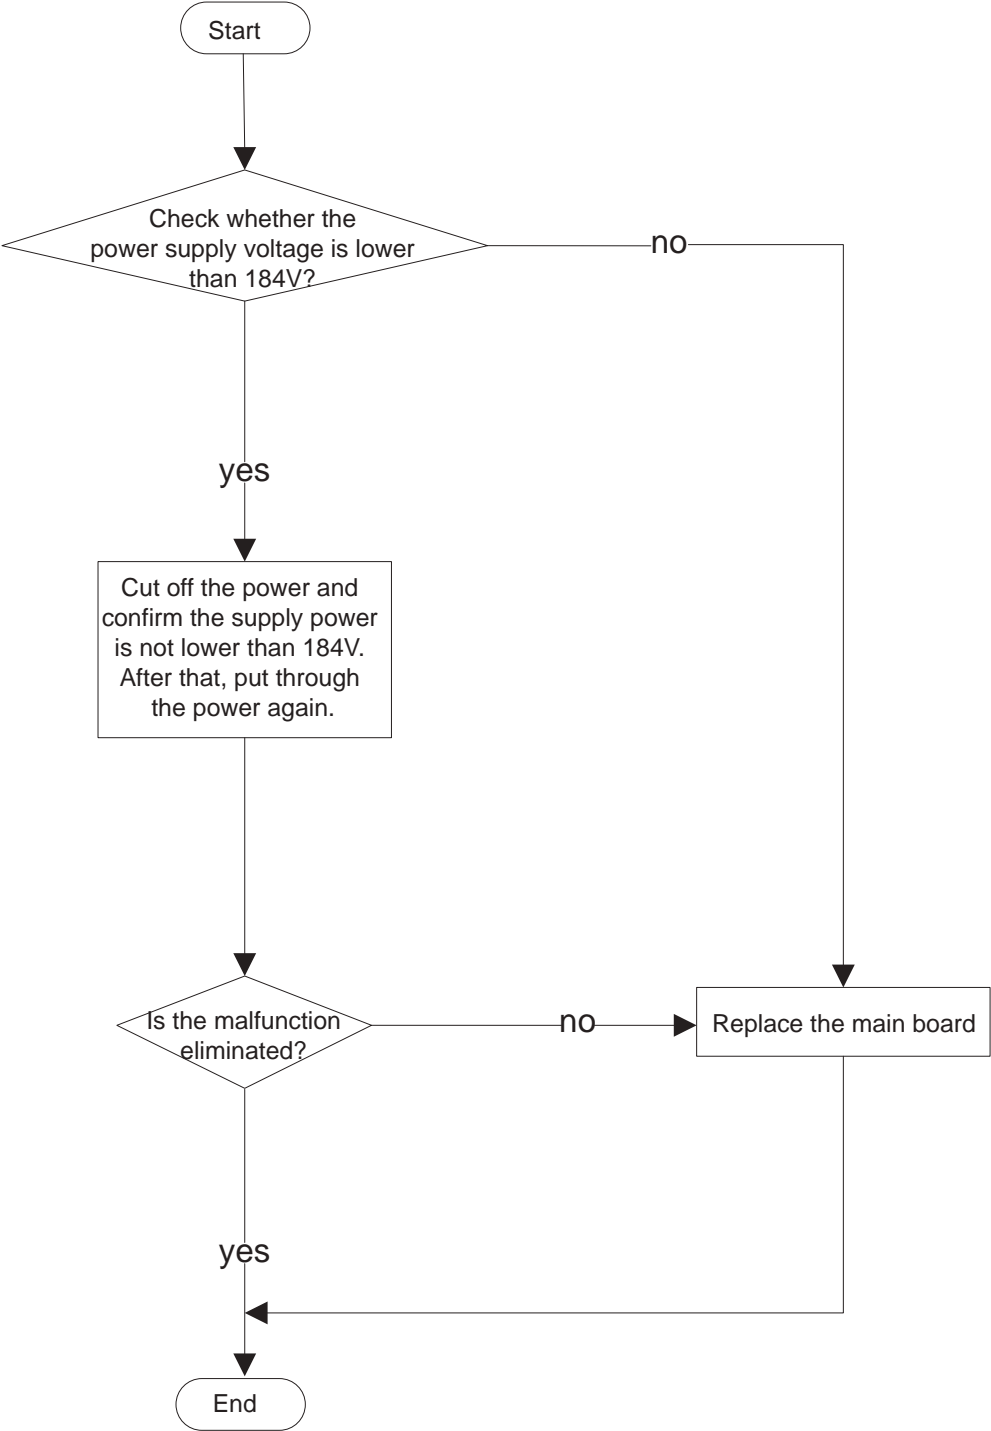 Start
Check whether the
power supply voltage is lower
than 184V?
no
yes
Cut off the power and
confirm the supply power
is not lower than 184V.
After that, put through
the power again.
Is the malfunction
eliminated?
no
Replace the main board
yes
End